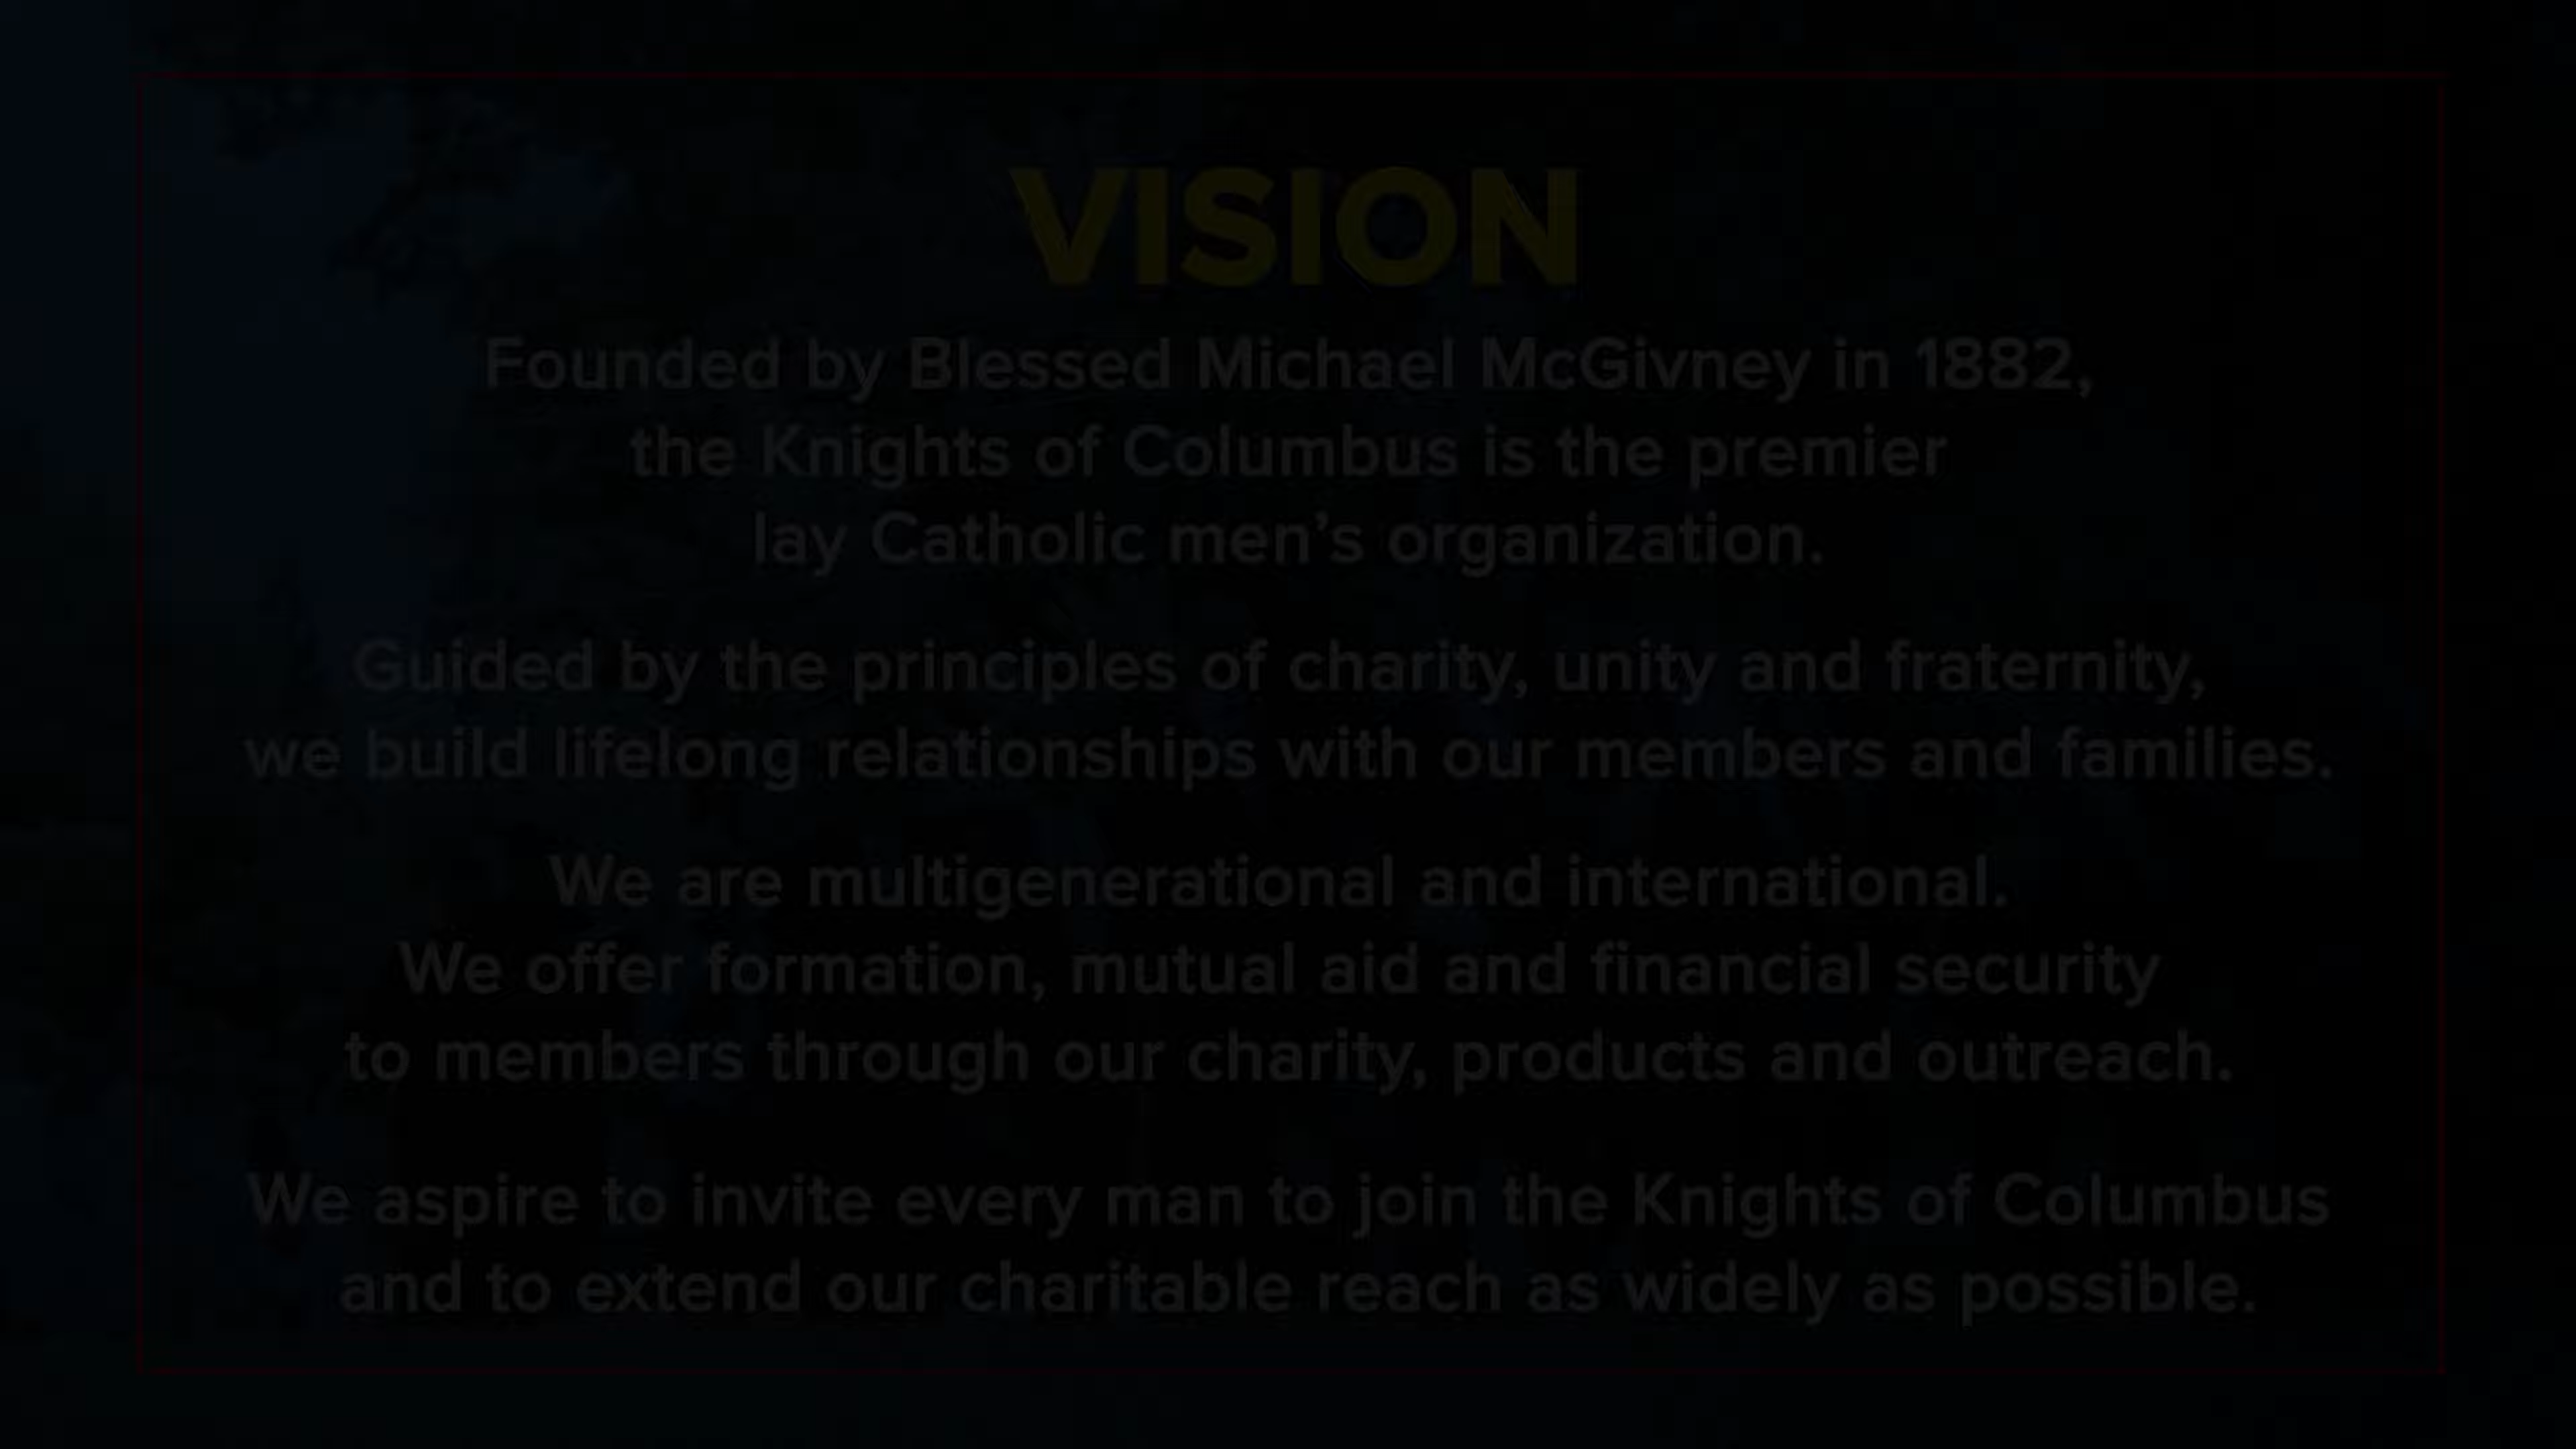 VISION
Founded by Blessed Michael McGivney in 1882,
the Knights of Columbus is the premier
lay Catholic men’s organization.
Guided by the principles of charity, unity and fraternity,
we build lifelong relationships with our members and families.
We are multigenerational and international.
We offer formation, mutual aid and financial security
to members through our charity, products and outreach.
We aspire to invite every man to join the Knights of Columbus
and to extend our charitable reach as widely as possible.